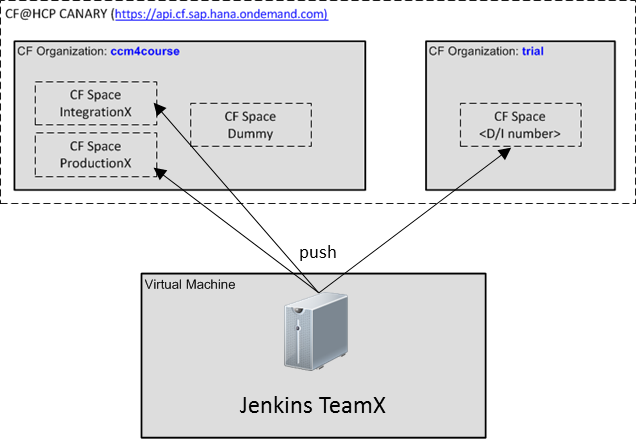 CF@HCP CANARY (https://api.cf.sap.hana.ondemand.com)
CF Organization: ccm4course
CF Space
IntegrationX
CF Space
ProductionX
CF Space
Dummy
CF Organization: trial
CF Space
<D/I number>
push
Virtual Machine
Jenkins TeamX